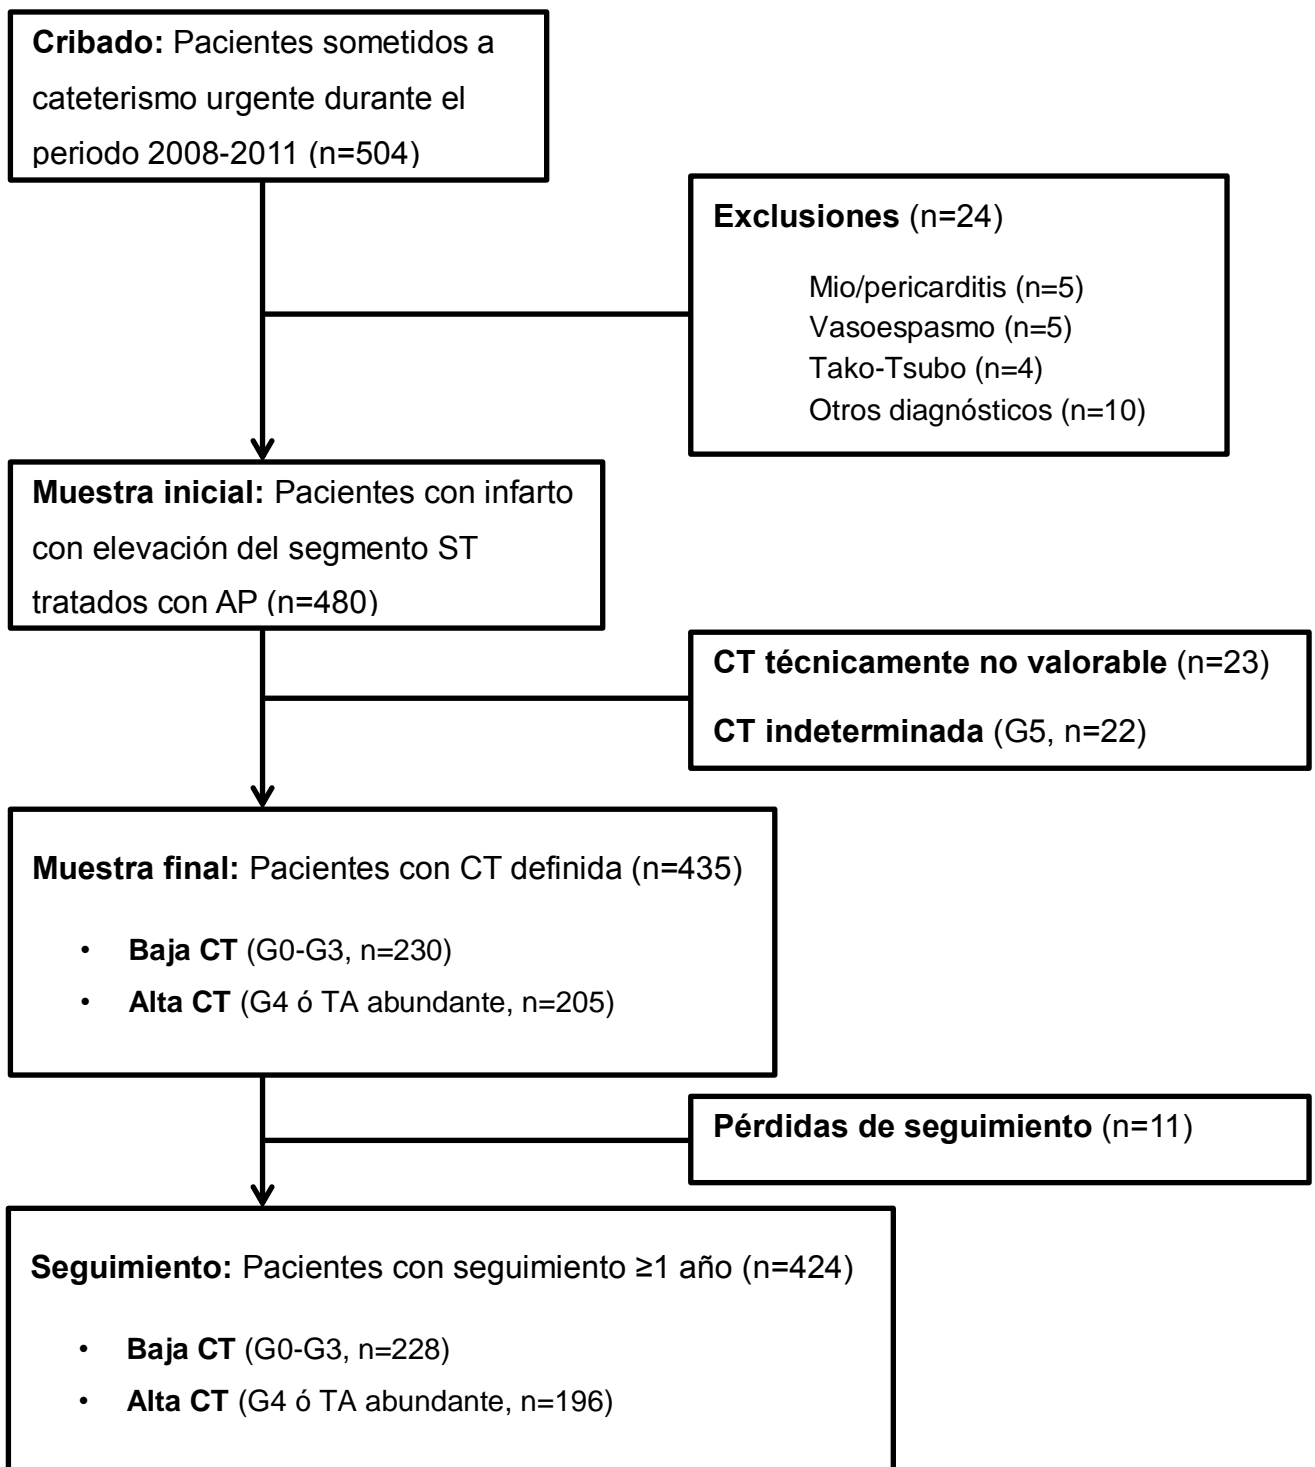 Cribado: Pacientes sometidos a
cateterismo urgente durante el
periodo 2008-2011 (n=504)
Exclusiones (n=24)
Mio/pericarditis (n=5)
Vasoespasmo (n=5)
Tako-Tsubo (n=4)
Otros diagnósticos (n=10)
Muestra inicial: Pacientes con infarto
con elevación del segmento ST
tratados con AP (n=480)
CT técnicamente no valorable (n=23)
CT indeterminada (G5, n=22)
Muestra final: Pacientes con CT definida (n=435)
• Baja CT (G0-G3, n=230)
• Alta CT (G4 ó TA abundante, n=205)
Pérdidas de seguimiento (n=11)
Seguimiento: Pacientes con seguimiento ≥1 año (n=424)
• Baja CT (G0-G3, n=228)
• Alta CT (G4 ó TA abundante, n=196)